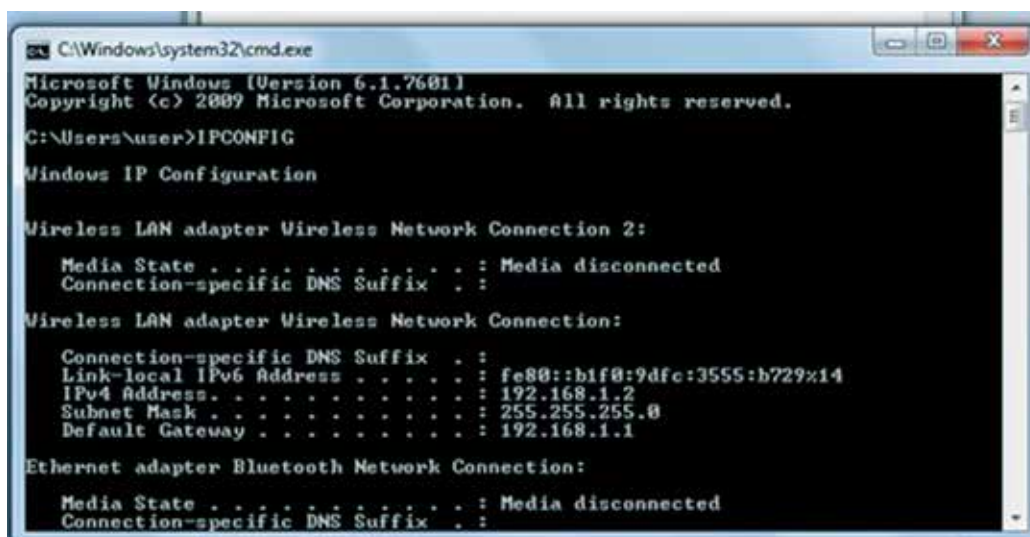 C:\Windows\system32\cmd.exe
Microsoft Windows [Version 6.1.7601]
Copyright (c) 2009 Microsoft Corporation.  All rights reserved.
C:\Users\user>IPCONFIG
Windows IP Configuration
Wireless LAN adapter Wireless Network Connection 2:
Media State . . . . . . . . . . . : Media disconnected
Connection-specific DNS Suffix  . :
Wireless LAN adapter Wireless Network Connection:
Connection-specific DNS Suffix  . :
Link-local IPv6 Address . . . . . : fe80::b1f0:9dfc:3555:b729%14
IPv4 Address. . . . . . . . . . . : 192.168.1.2
Subnet Mask . . . . . . . . . . . : 255.255.255.0
Default Gateway . . . . . . . . . : 192.168.1.1
Ethernet adapter Bluetooth Network Connection:
Media State . . . . . . . . . . . : Media disconnected
Connection-specific DNS Suffix  . :